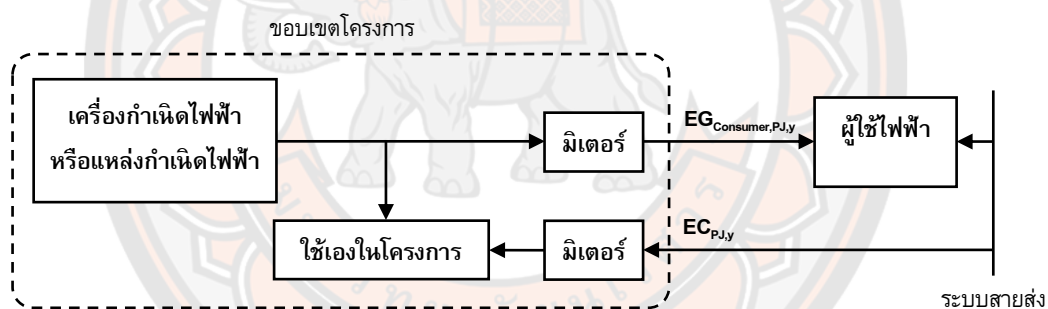 ขอบเขตโครงการ
เครื่องกำเนิดไฟฟ้า
หรือแหล่งกำเนิดไฟฟ้า
มิเตอร์
EGConsumer,PJ,y
ผู้ใช้ไฟฟ้า
ใช้เองในโครงการ
มิเตอร์
ECPJ,y
ระบบสายส่ง